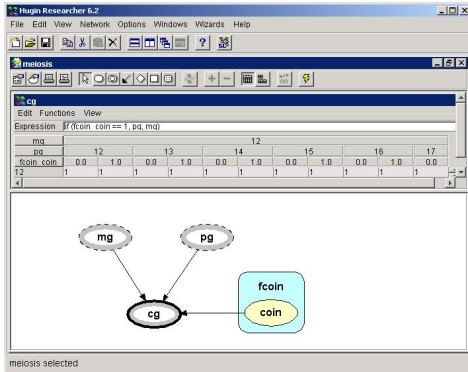 Hugin Researcher 6.2
File Edit View Network Options Windows Wizards Help
meiosis
cg
Edit Functions View
Expression if (fcoin_coin == 1, pg, mg)
mg 12
pg 12 13 14 15 16 17
fcoin_coin 0.0 1.0 0.0 1.0 0.0 1.0 0.0 1.0 0.0 1.0 0.0
12 1 1 1 1 1 1 1 1 1 1 1
mg pg
fcoin
cg coin
meiosis selected